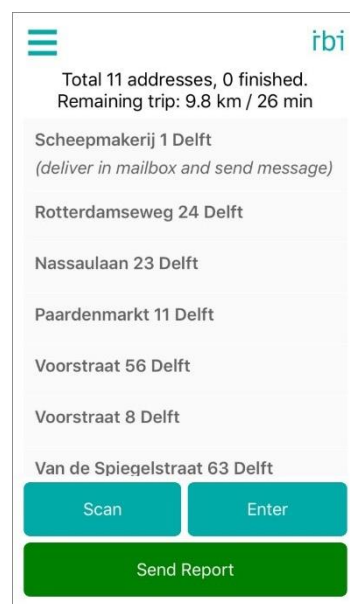 rbi
Total 11 addresses, 0 finished.
Remaining trip: 9.8 km / 26 min
Scheepmakerij 1 Delft
(deliver in mailbox and send message)
Rotterdamseweg 24 Delft
Nassaulaan 23 Delft
Paardenmarkt 11 Delft
Voorstraat 56 Delft
Voorstraat 8 Delft
Van de Spiegelstraat 63 Delft
Scan
Enter
Send Report